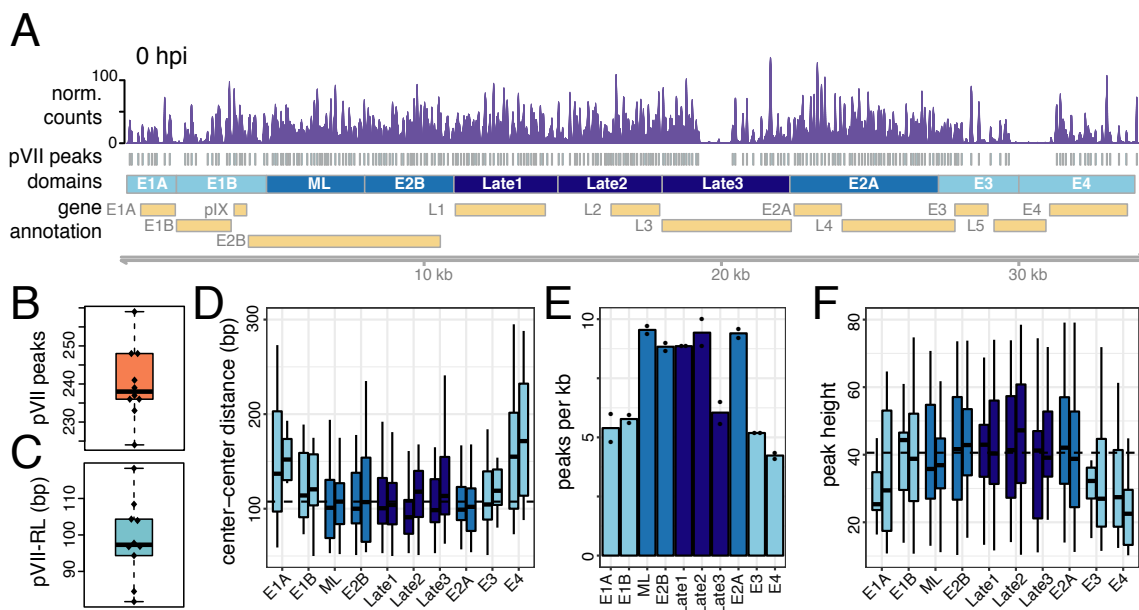 A
0 hpi
100
norm.
counts
0
pVII peaks
domains
E1A E1B ML E2B Late1 Late2 Late3 E2A E3 E4
gene
annotation
E1A pIX L1 L2 E2A E3 E4
E1B L3 L4 L5
E2B
10 kb 20 kb 30 kb
B
pVII peaks
250
240
230
C
pVII-RL (bp)
110
100
90
D
center–center distance (bp)
300
200
100
E1A E1B ML E2B Late1 Late2 Late3 E2A E3 E4
E
peaks per kb
10
5
0
E1A E1B ML E2B Late1 Late2 Late3 E2A E3 E4
F
peak height
80
60
40
20
E1A E1B ML E2B Late1 Late2 Late3 E2A E3 E4